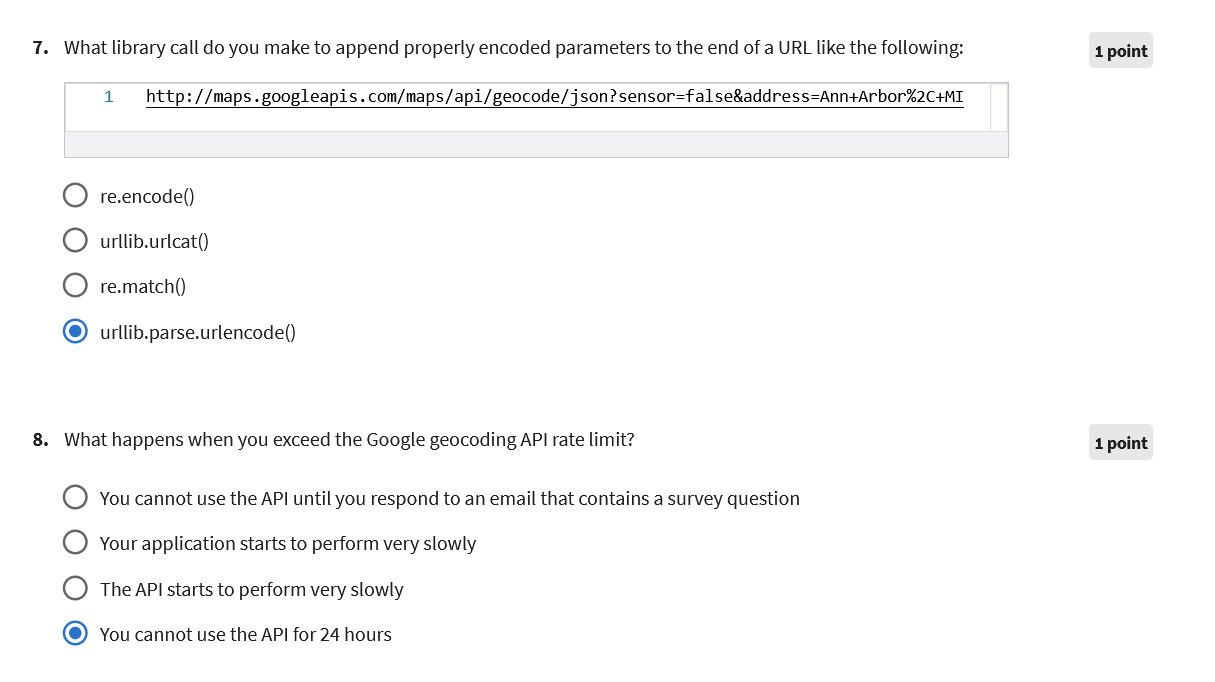 7. What library call do you make to append properly encoded parameters to the end of a URL like the following:
1 point
1 http://maps.googleapis.com/maps/api/geocode/json?sensor=false&address=Ann+Arbor%2C+MI
re.encode()
urllib.urlcat()
re.match()
urllib.parse.urlencode()
8. What happens when you exceed the Google geocoding API rate limit?
1 point
You cannot use the API until you respond to an email that contains a survey question
Your application starts to perform very slowly
The API starts to perform very slowly
You cannot use the API for 24 hours